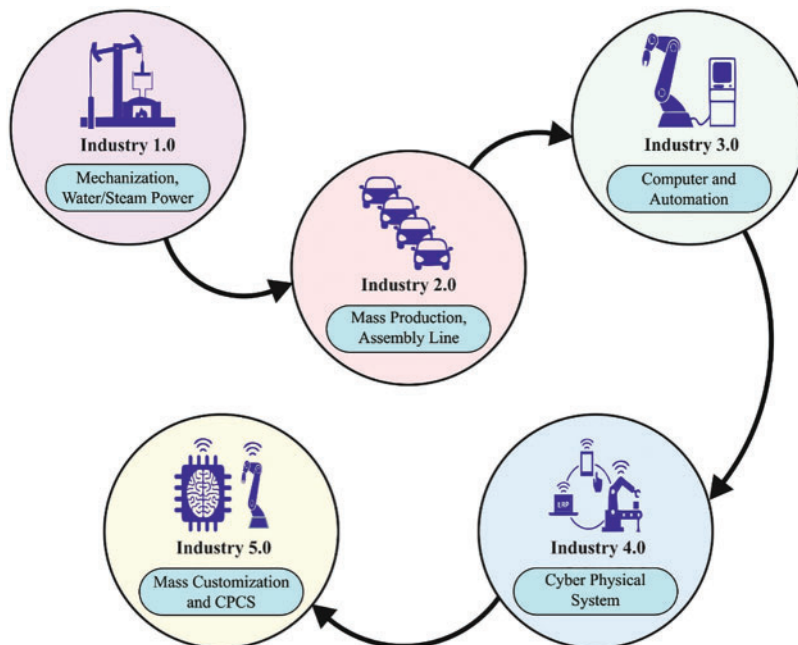 Industry 1.0
Mechanization,
Water/Steam Power
Industry 2.0
Mass Production,
Assembly Line
Industry 3.0
Computer and
Automation
ERP
Industry 4.0
Cyber Physical
System
Industry 5.0
Mass Customization
and CPCS